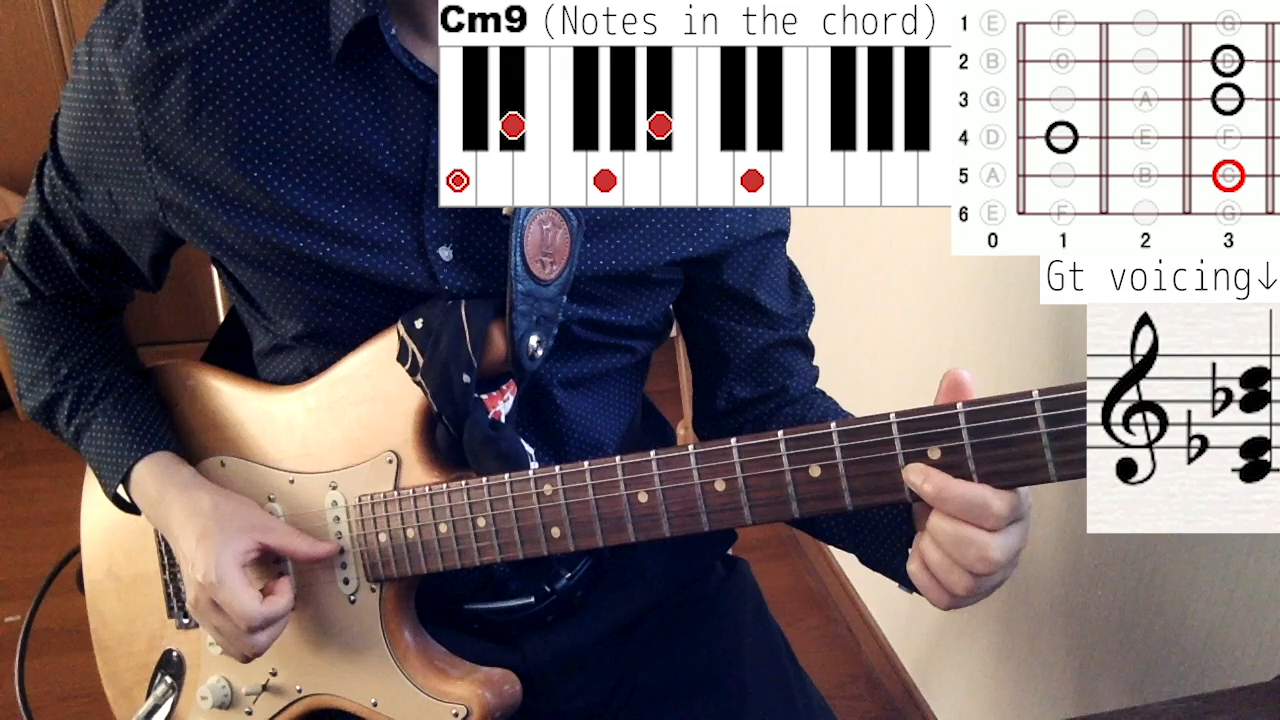 Cm9 (Notes in the chord)
1 E F G
2 B C D
3 G A
4 D E F
5 A B C
6 E F G
0 1 2 3
Gt voicing↓